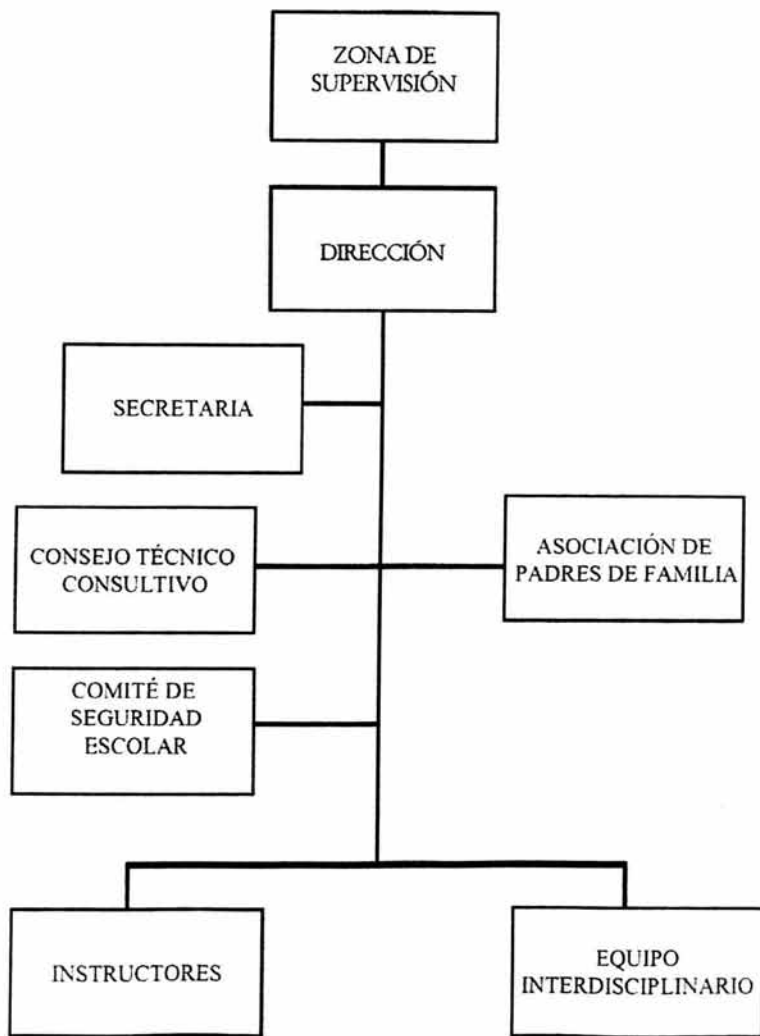 ZONA DE
SUPERVISIÓN
DIRECCIÓN
SECRETARIA
CONSEJO TÉCNICO
CONSULTIVO
ASOCIACIÓN DE
PADRES DE FAMILIA
COMITÉ DE
SEGURIDAD
ESCOLAR
INSTRUCTORES
EQUIPO
INTERDISCIPLINARIO